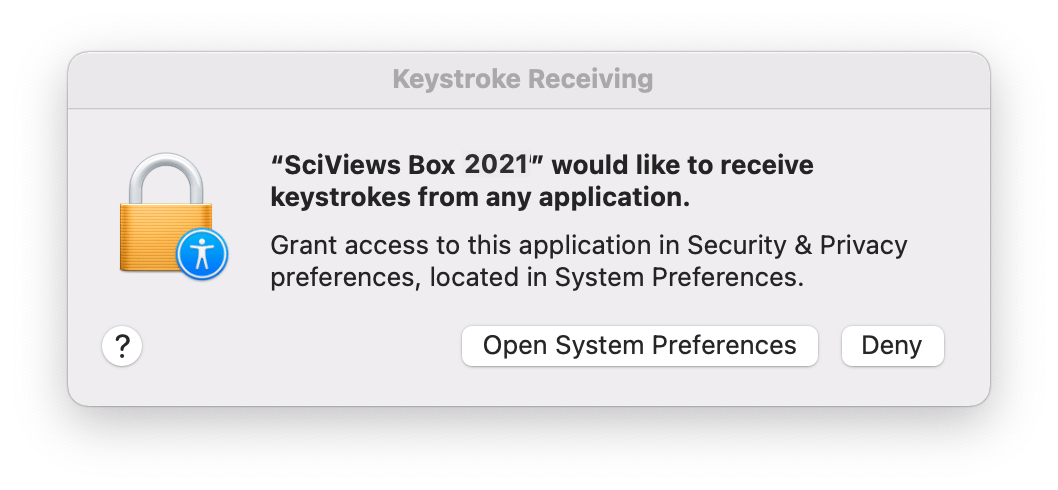 Keystroke Receiving
“SciViews Box 2021” would like to receive
keystrokes from any application.
Grant access to this application in Security & Privacy
preferences, located in System Preferences.
?
Open System Preferences
Deny